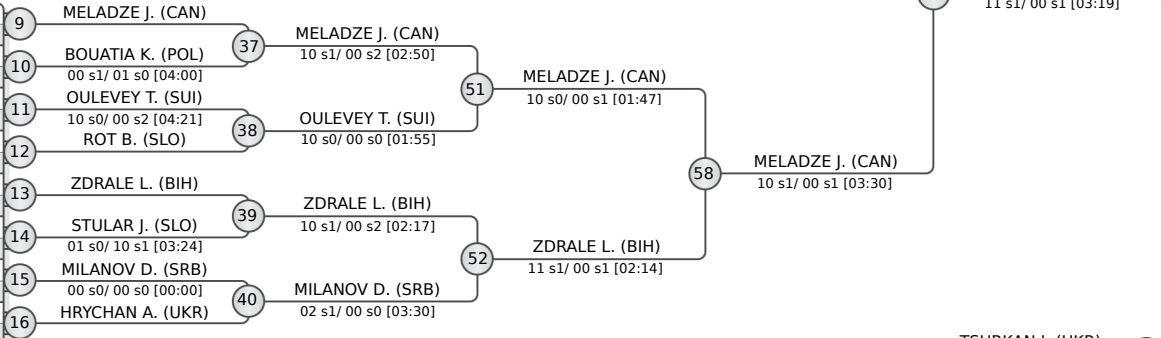 11 s1/ 00 s1 [03:19]
9
MELADZE J. (CAN)
37
MELADZE J. (CAN)
10 s1/ 00 s2 [02:50]
10
BOUATIA K. (POL)
00 s1/ 01 s0 [04:00]
51
MELADZE J. (CAN)
10 s0/ 00 s1 [01:47]
11
OULEVEY T. (SUI)
10 s0/ 00 s2 [04:21]
38
OULEVEY T. (SUI)
10 s0/ 00 s0 [01:55]
12
ROT B. (SLO)
58
MELADZE J. (CAN)
10 s1/ 00 s1 [03:30]
13
ZDRALE L. (BIH)
39
ZDRALE L. (BIH)
10 s1/ 00 s2 [02:17]
14
STULAR J. (SLO)
01 s0/ 10 s1 [03:24]
52
ZDRALE L. (BIH)
11 s1/ 00 s1 [02:14]
15
MILANOV D. (SRB)
00 s0/ 00 s0 [00:00]
40
MILANOV D. (SRB)
02 s1/ 00 s0 [03:30]
16
HRYCHAN A. (UKR)